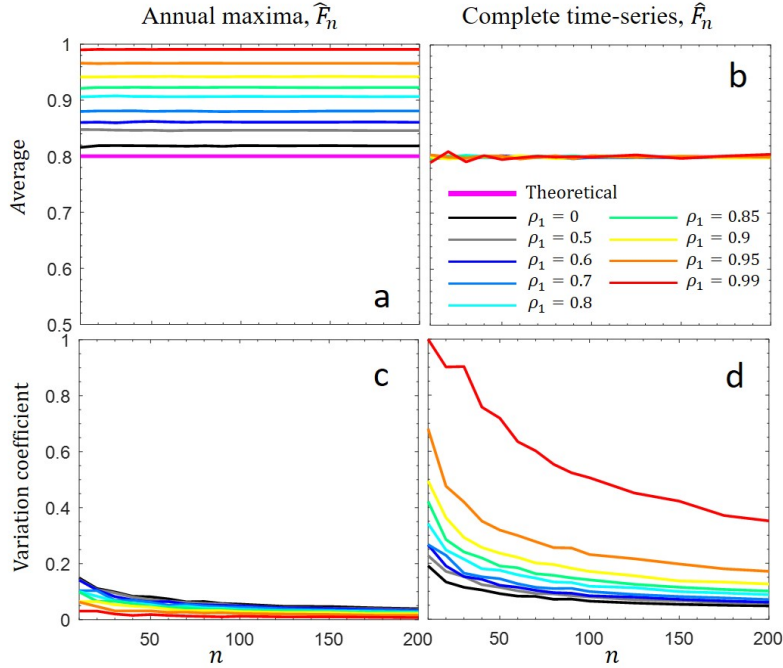 Annual maxima, F̃ₙ
Complete time-series, F̂ₙ
Average
1
0.9
0.8
0.7
0.6
0.5
a
b
Theoretical
ρ₁ = 0
ρ₁ = 0.5
ρ₁ = 0.6
ρ₁ = 0.7
ρ₁ = 0.8
ρ₁ = 0.85
ρ₁ = 0.9
ρ₁ = 0.95
ρ₁ = 0.99
Variation coefficient
1
0.8
0.6
0.4
0.2
0
c
d
50
100
150
200
50
100
150
200
n
n